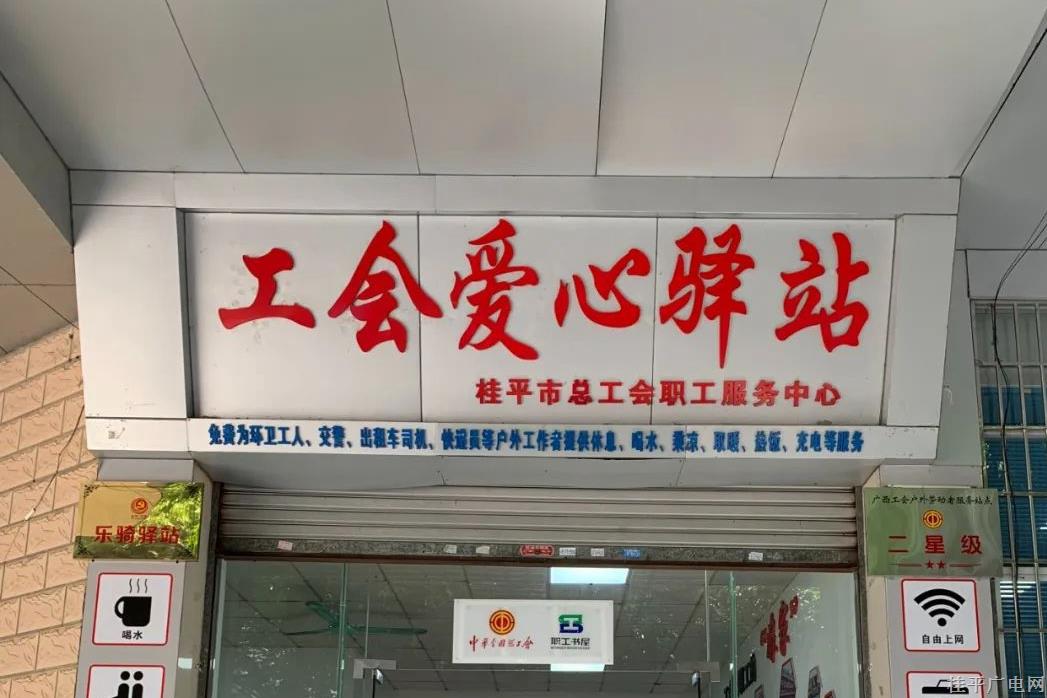 工会爱心驿站
桂平市总工会职工服务中心
免费为环卫工人、交警、出租车司机、快递员等户外工作者提供休息、喝水、乘凉、取暖、热饭、充电等服务
乐骑驿站
广西工会户外劳动者服务站点
二星级
★★
喝水
自由上网
中华全国总工会
职工书屋
桂平广电网